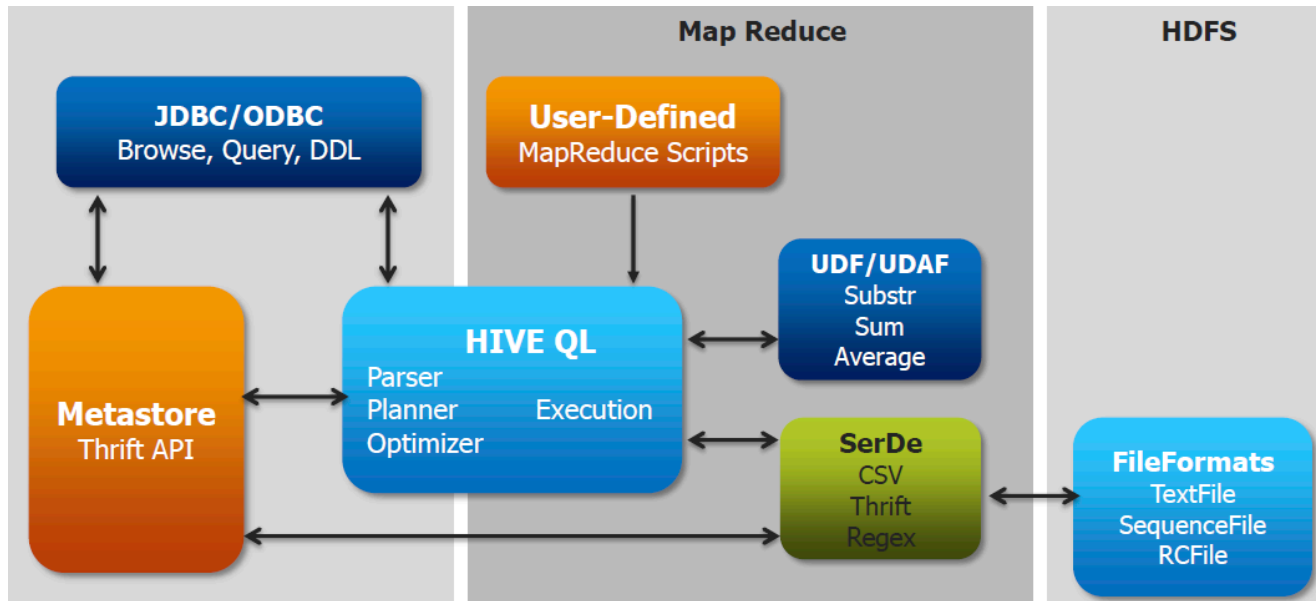 Map Reduce
HDFS
JDBC/ODBC
Browse, Query, DDL
User-Defined
MapReduce Scripts
UDF/UDAF
Substr
Sum
Average
HIVE QL
Parser
Planner
Optimizer
Execution
Metastore
Thrift API
SerDe
CSV
Thrift
Regex
FileFormats
TextFile
SequenceFile
RCFile